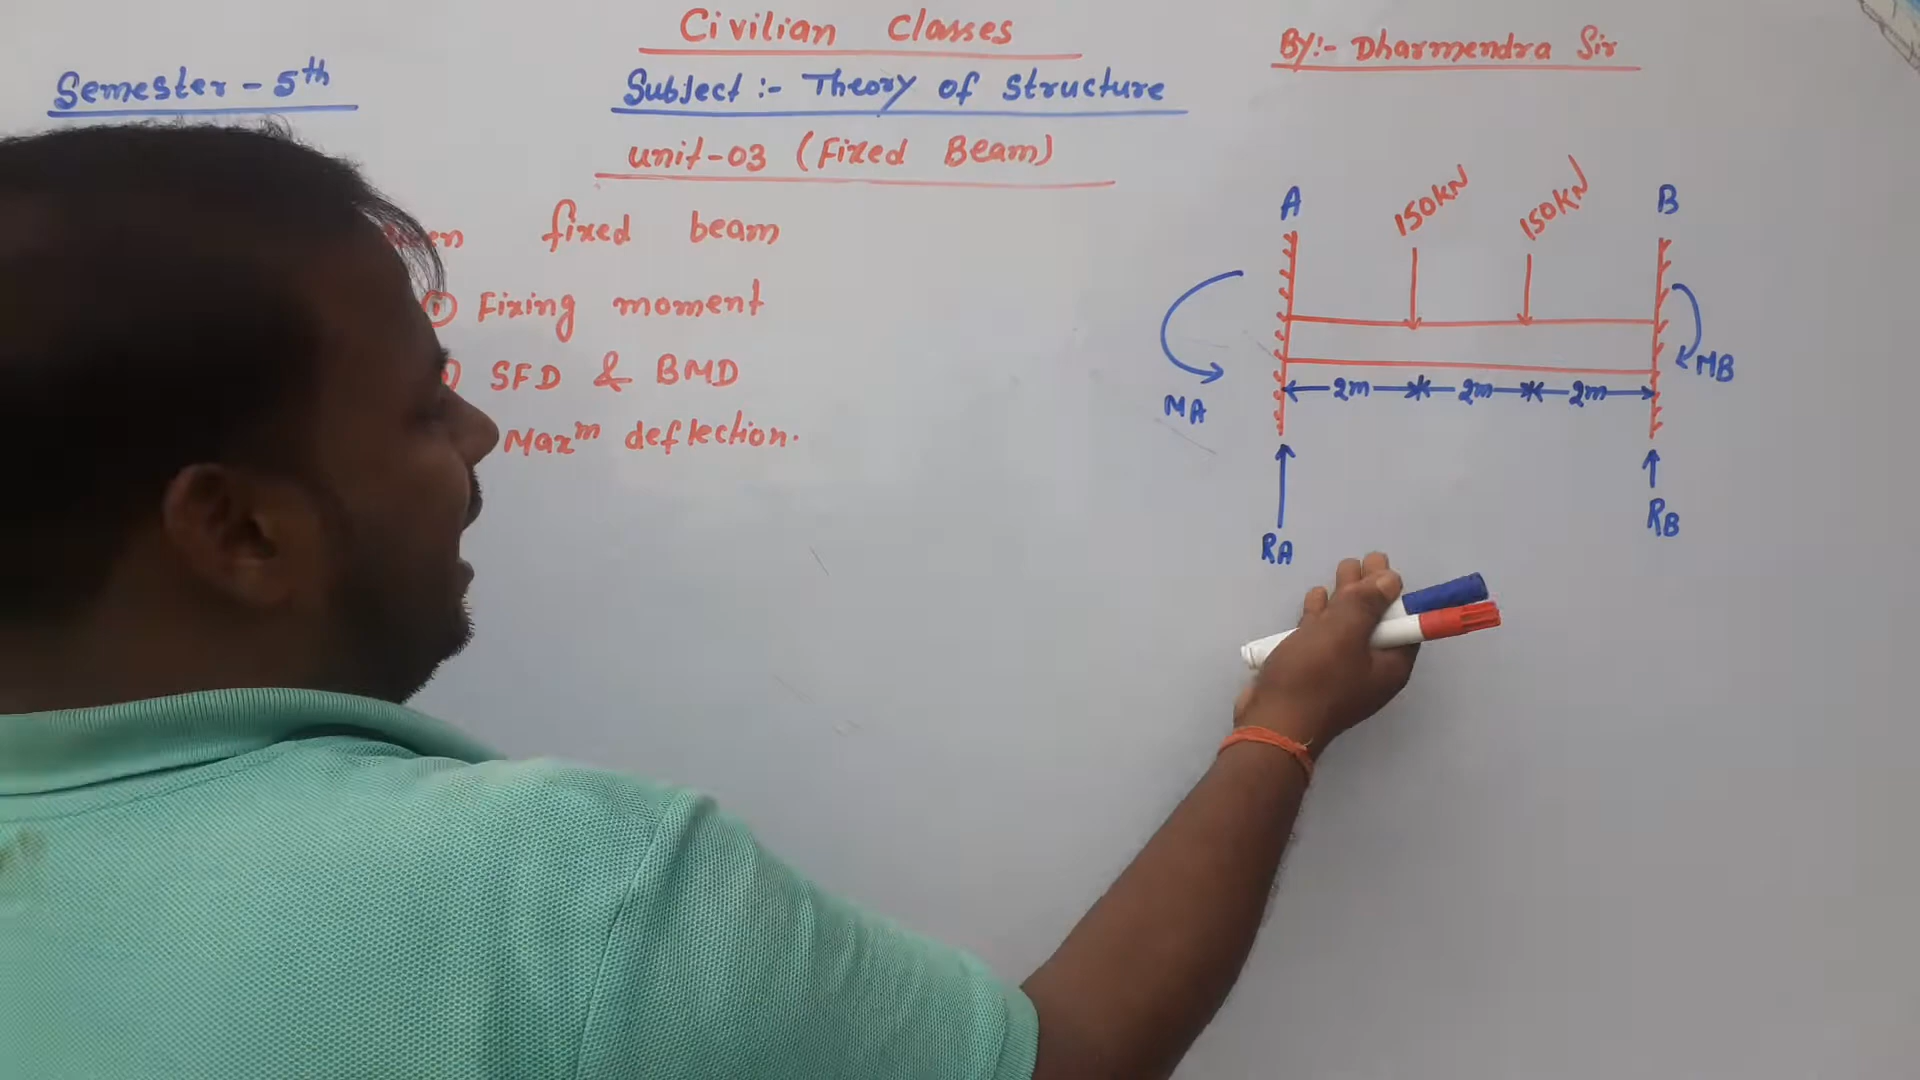 Civilian Classes
By:- Dharmendra Sir
Semester - 5th
Subject :- Theory of structure
unit-03 (Fixed Beam)
fixed beam
Fixing moment
SFD & BMD
Maxm deflection.
A
150KN
150KN
B
MA
MB
2m
2m
2m
RA
RB